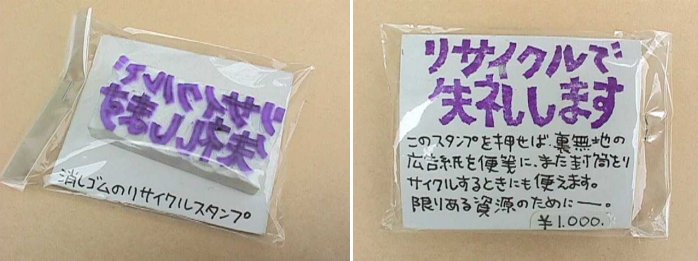 リサイクルで
失礼します
消しゴムのリサイクルスタンプ
リサイクルで
失礼します
このスタンプを押せば、裏無地の
広告紙を便箋に、また封筒をリ
サイクルするときにも使えます。
限りある資源のためにー。
¥1.000.